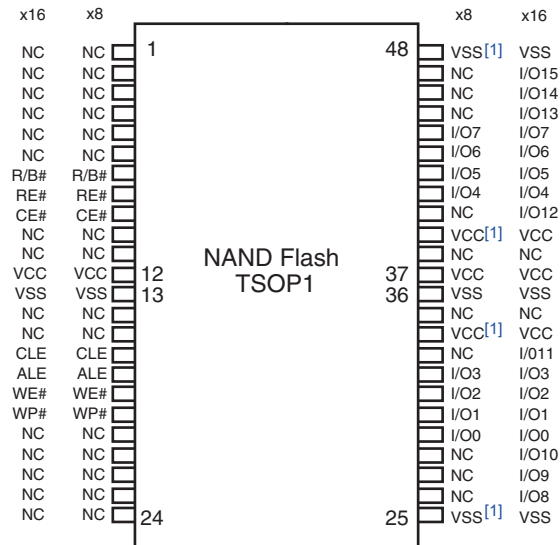 x16 x8 x8 x16
NC NC 1 48 VSS[1] VSS
NC NC NC I/O15
NC NC NC I/O14
NC NC NC I/O13
NC NC I/O7 I/O7
NC NC I/O6 I/O6
R/B# R/B# I/O5 I/O5
RE# RE# I/O4 I/O4
CE# CE# NC I/O12
NC NC VCC[1] VCC
NC NC NAND Flash NC NC
VCC VCC 12 TSOP1 37 VCC VCC
VSS VSS 13 36 VSS VSS
NC NC NC NC
NC NC VCC[1] VCC
CLE CLE NC I/011
ALE ALE I/O3 I/O3
WE# WE# I/O2 I/O2
WP# WP# I/O1 I/O1
NC NC I/O0 I/O0
NC NC NC I/O10
NC NC NC I/O9
NC NC NC I/O8
NC NC 24 25 VSS[1] VSS